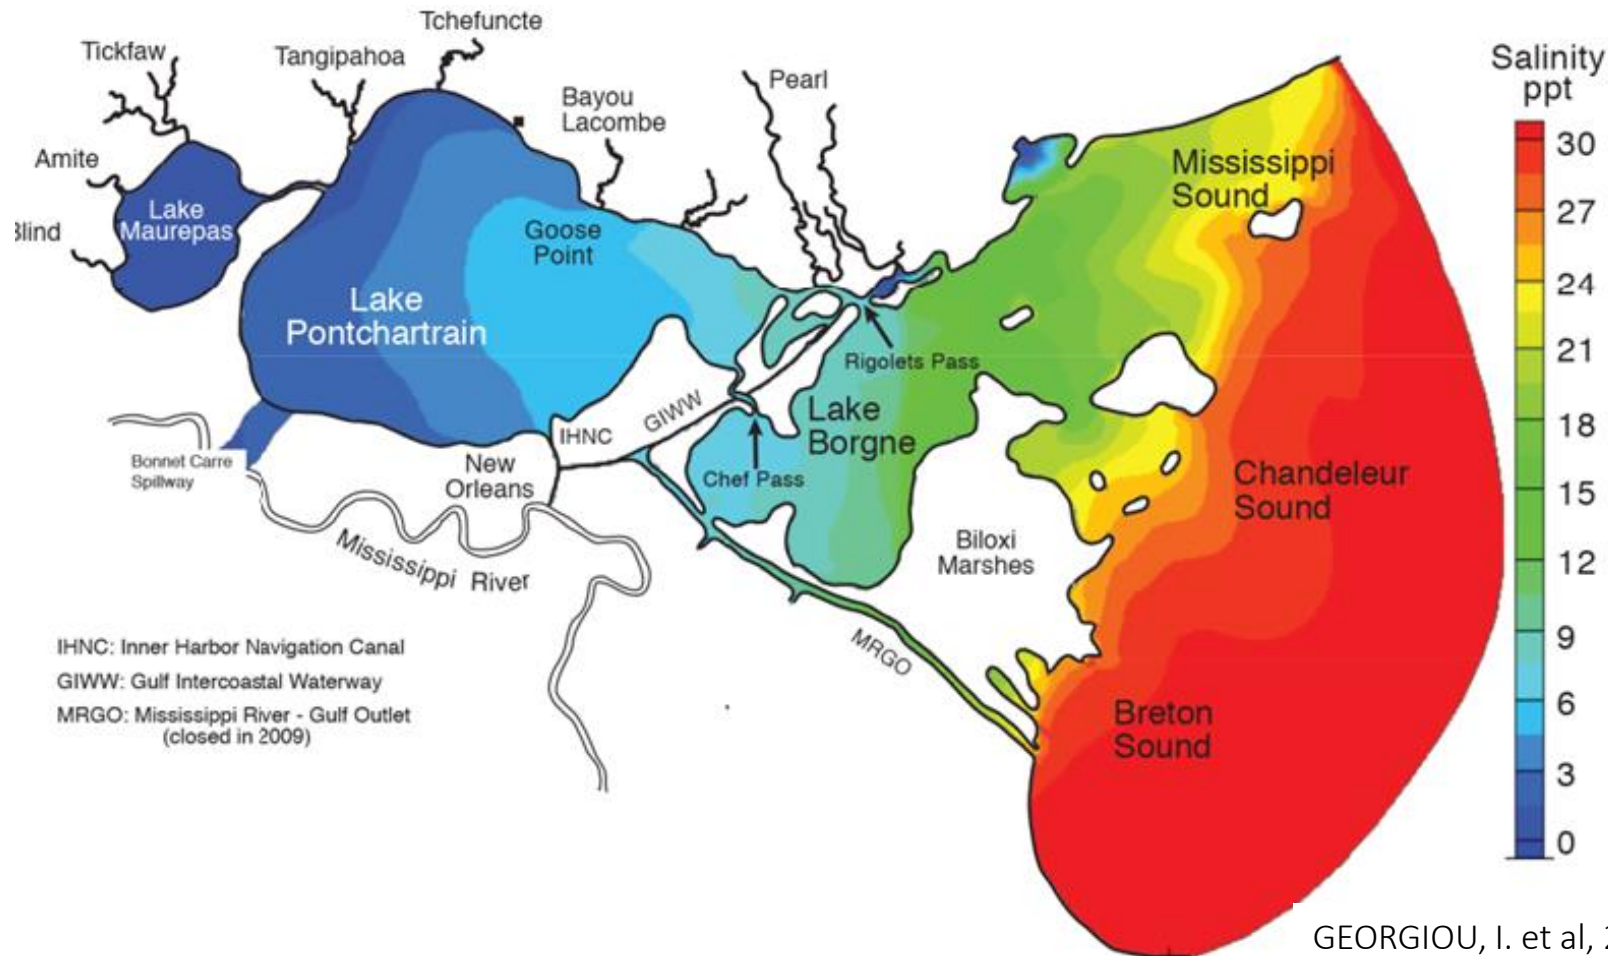 Tchefuncte
Tickfaw
Tangipahoa
Pearl
Bayou
Lacombe
Amite
Lake
Maurepas
Blind
Goose
Point
Lake
Pontchartrain
Mississippi
Sound
Rigolets Pass
Lake
Borgne
GIWW
IHNC
Chef Pass
Bonnet Carre
Spillway
New
Orleans
Mississippi River
Biloxi
Marshes
Chandeleur
Sound
MRGO
Breton
Sound
IHNC: Inner Harbor Navigation Canal
GIWW: Gulf Intercoastal Waterway
MRGO: Mississippi River - Gulf Outlet
(closed in 2009)
Salinity
ppt
30
27
24
21
18
15
12
9
6
3
0
GEORGIOU, I. et al,